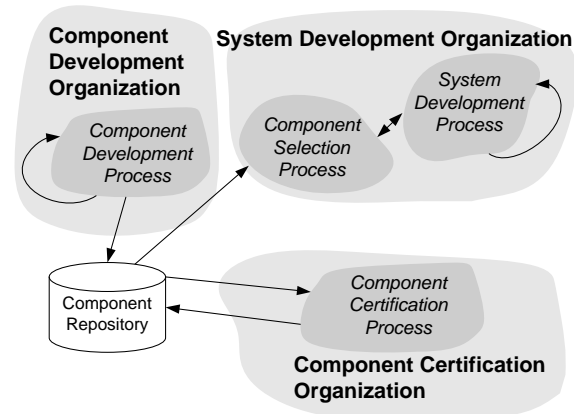 Component
Development
Organization
Component
Development
Process
System Development Organization
System
Development
Process
Component
Selection
Process
Component
Repository
Component
Certification
Process
Component Certification
Organization